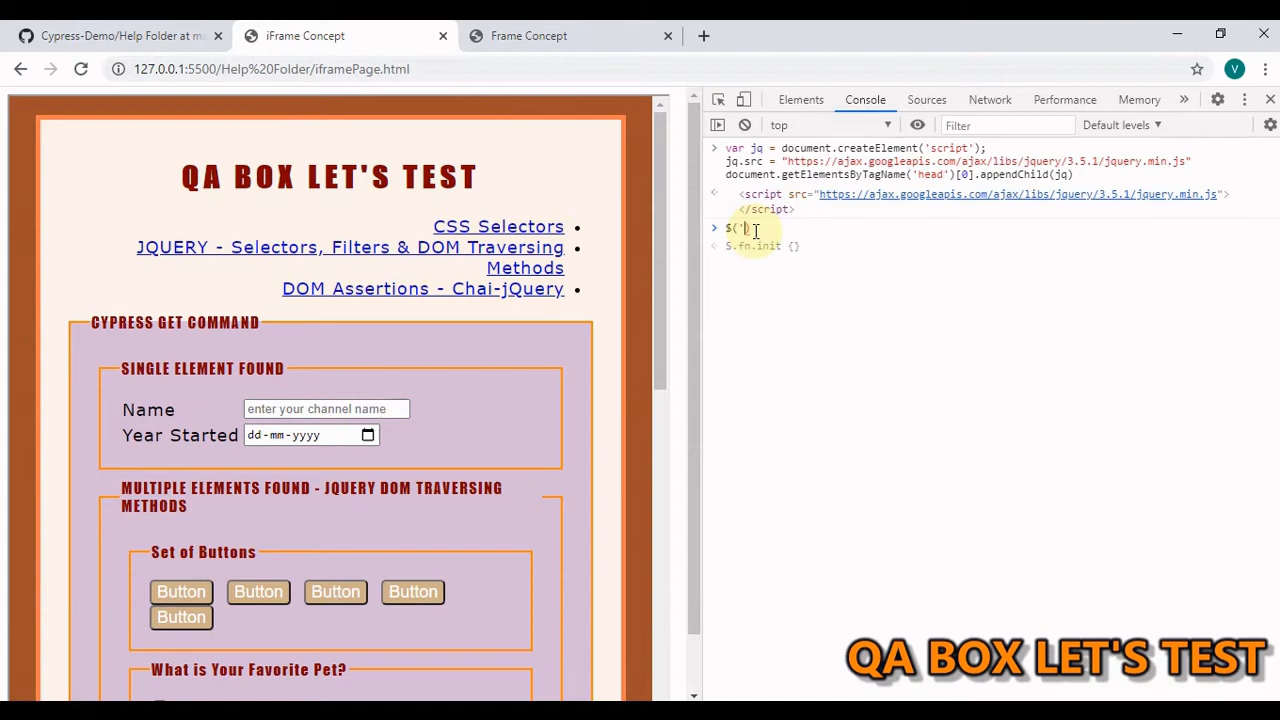 Cypress-Demo/Help Folder at ma
iFrame Concept
Frame Concept
127.0.0.1:5500/Help%20Folder/iframePage.html
V
QA BOX LET'S TEST
CSS Selectors
JQUERY - Selectors, Filters & DOM Traversing
Methods
DOM Assertions - Chai-jQuery
CYPRESS GET COMMAND
SINGLE ELEMENT FOUND
Name
enter your channel name
Year Started
dd-mm-yyyy
MULTIPLE ELEMENTS FOUND - JQUERY DOM TRAVERSING
METHODS
Set of Buttons
Button Button Button Button
Button
What is Your Favorite Pet?
Elements Console Sources Network Performance Memory
top
Filter
Default levels
var jq = document.createElement('script');
jq.src = "https://ajax.googleapis.com/ajax/libs/jquery/3.5.1/jquery.min.js"
document.getElementsByTagName('head')[0].appendChild(jq)
<script src="https://ajax.googleapis.com/ajax/libs/jquery/3.5.1/jquery.min.js">
</script>
$(')
S.fn.init {}
QA BOX LET'S TEST